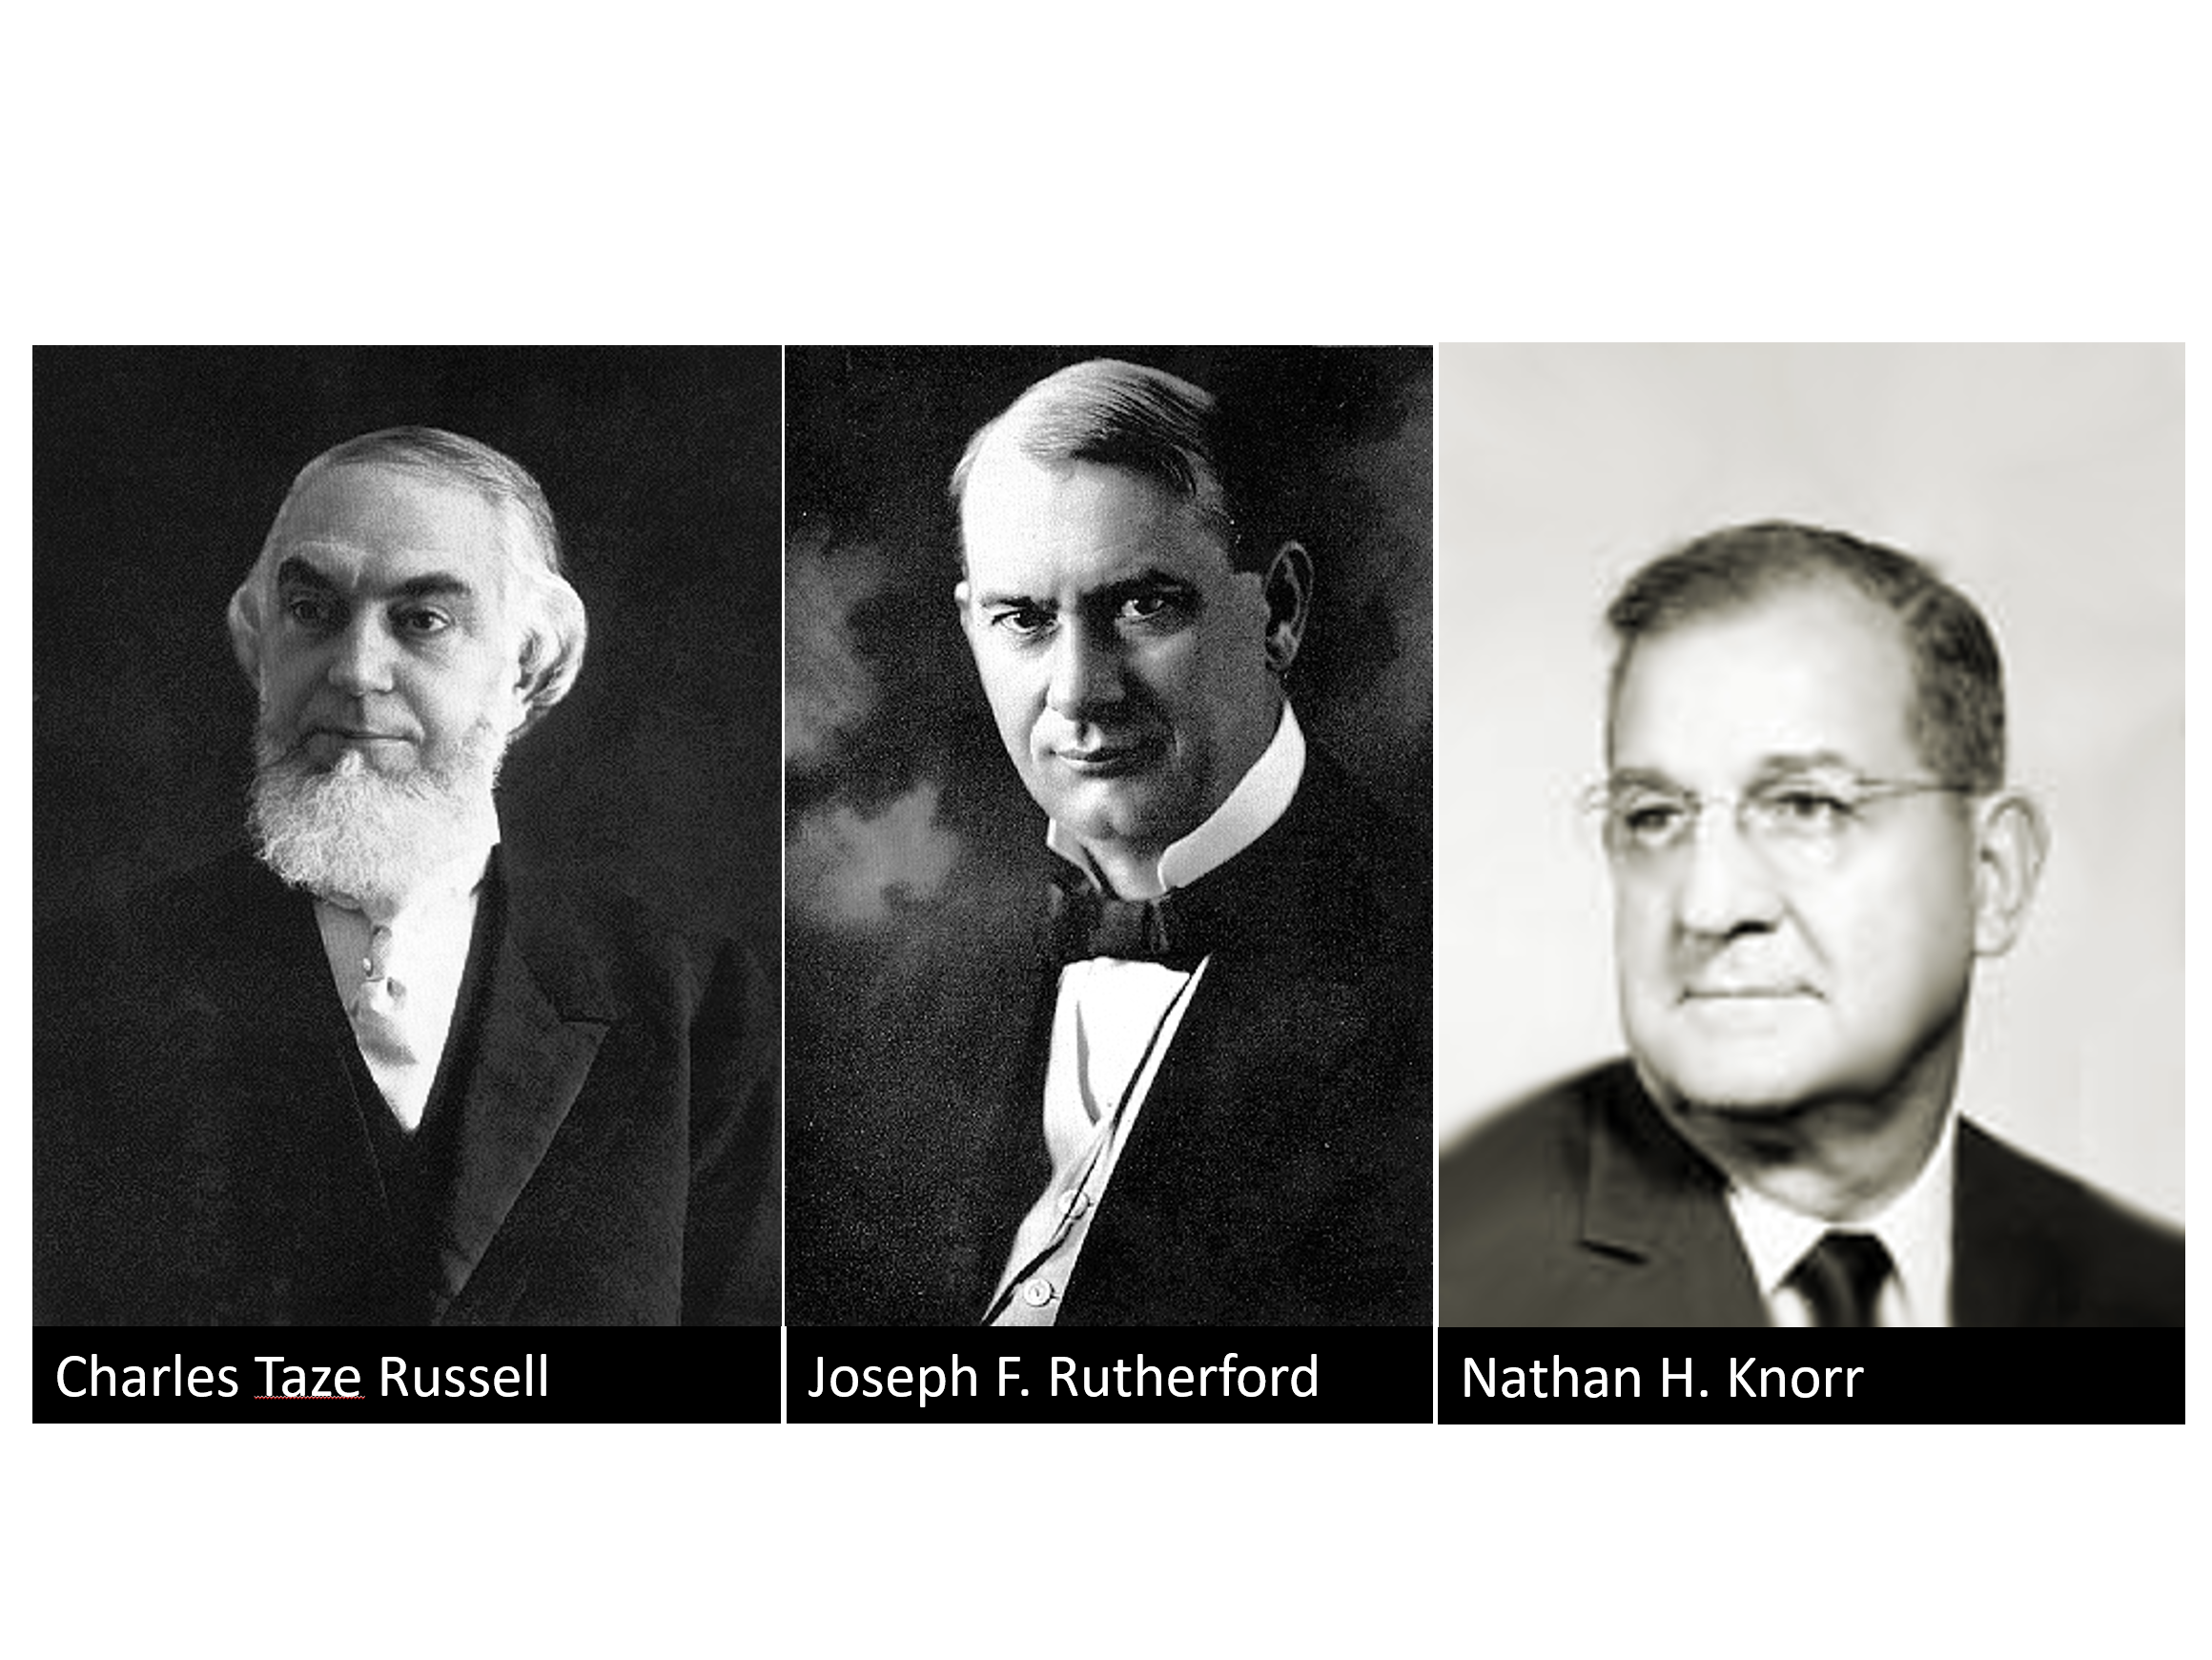 Charles Taze Russell
Joseph F. Rutherford
Nathan H. Knorr